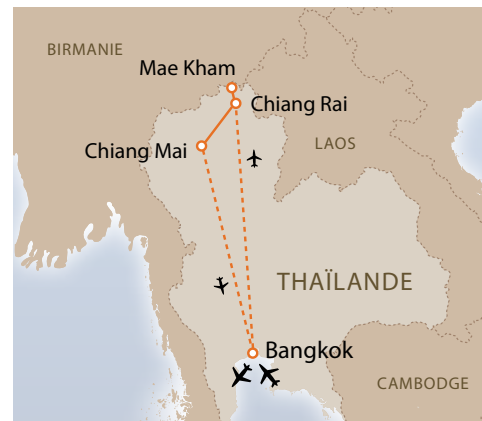 BIRMANIE
Mae Kham
Chiang Rai
LAOS
Chiang Mai
THAÏLANDE
Bangkok
CAMBODGE